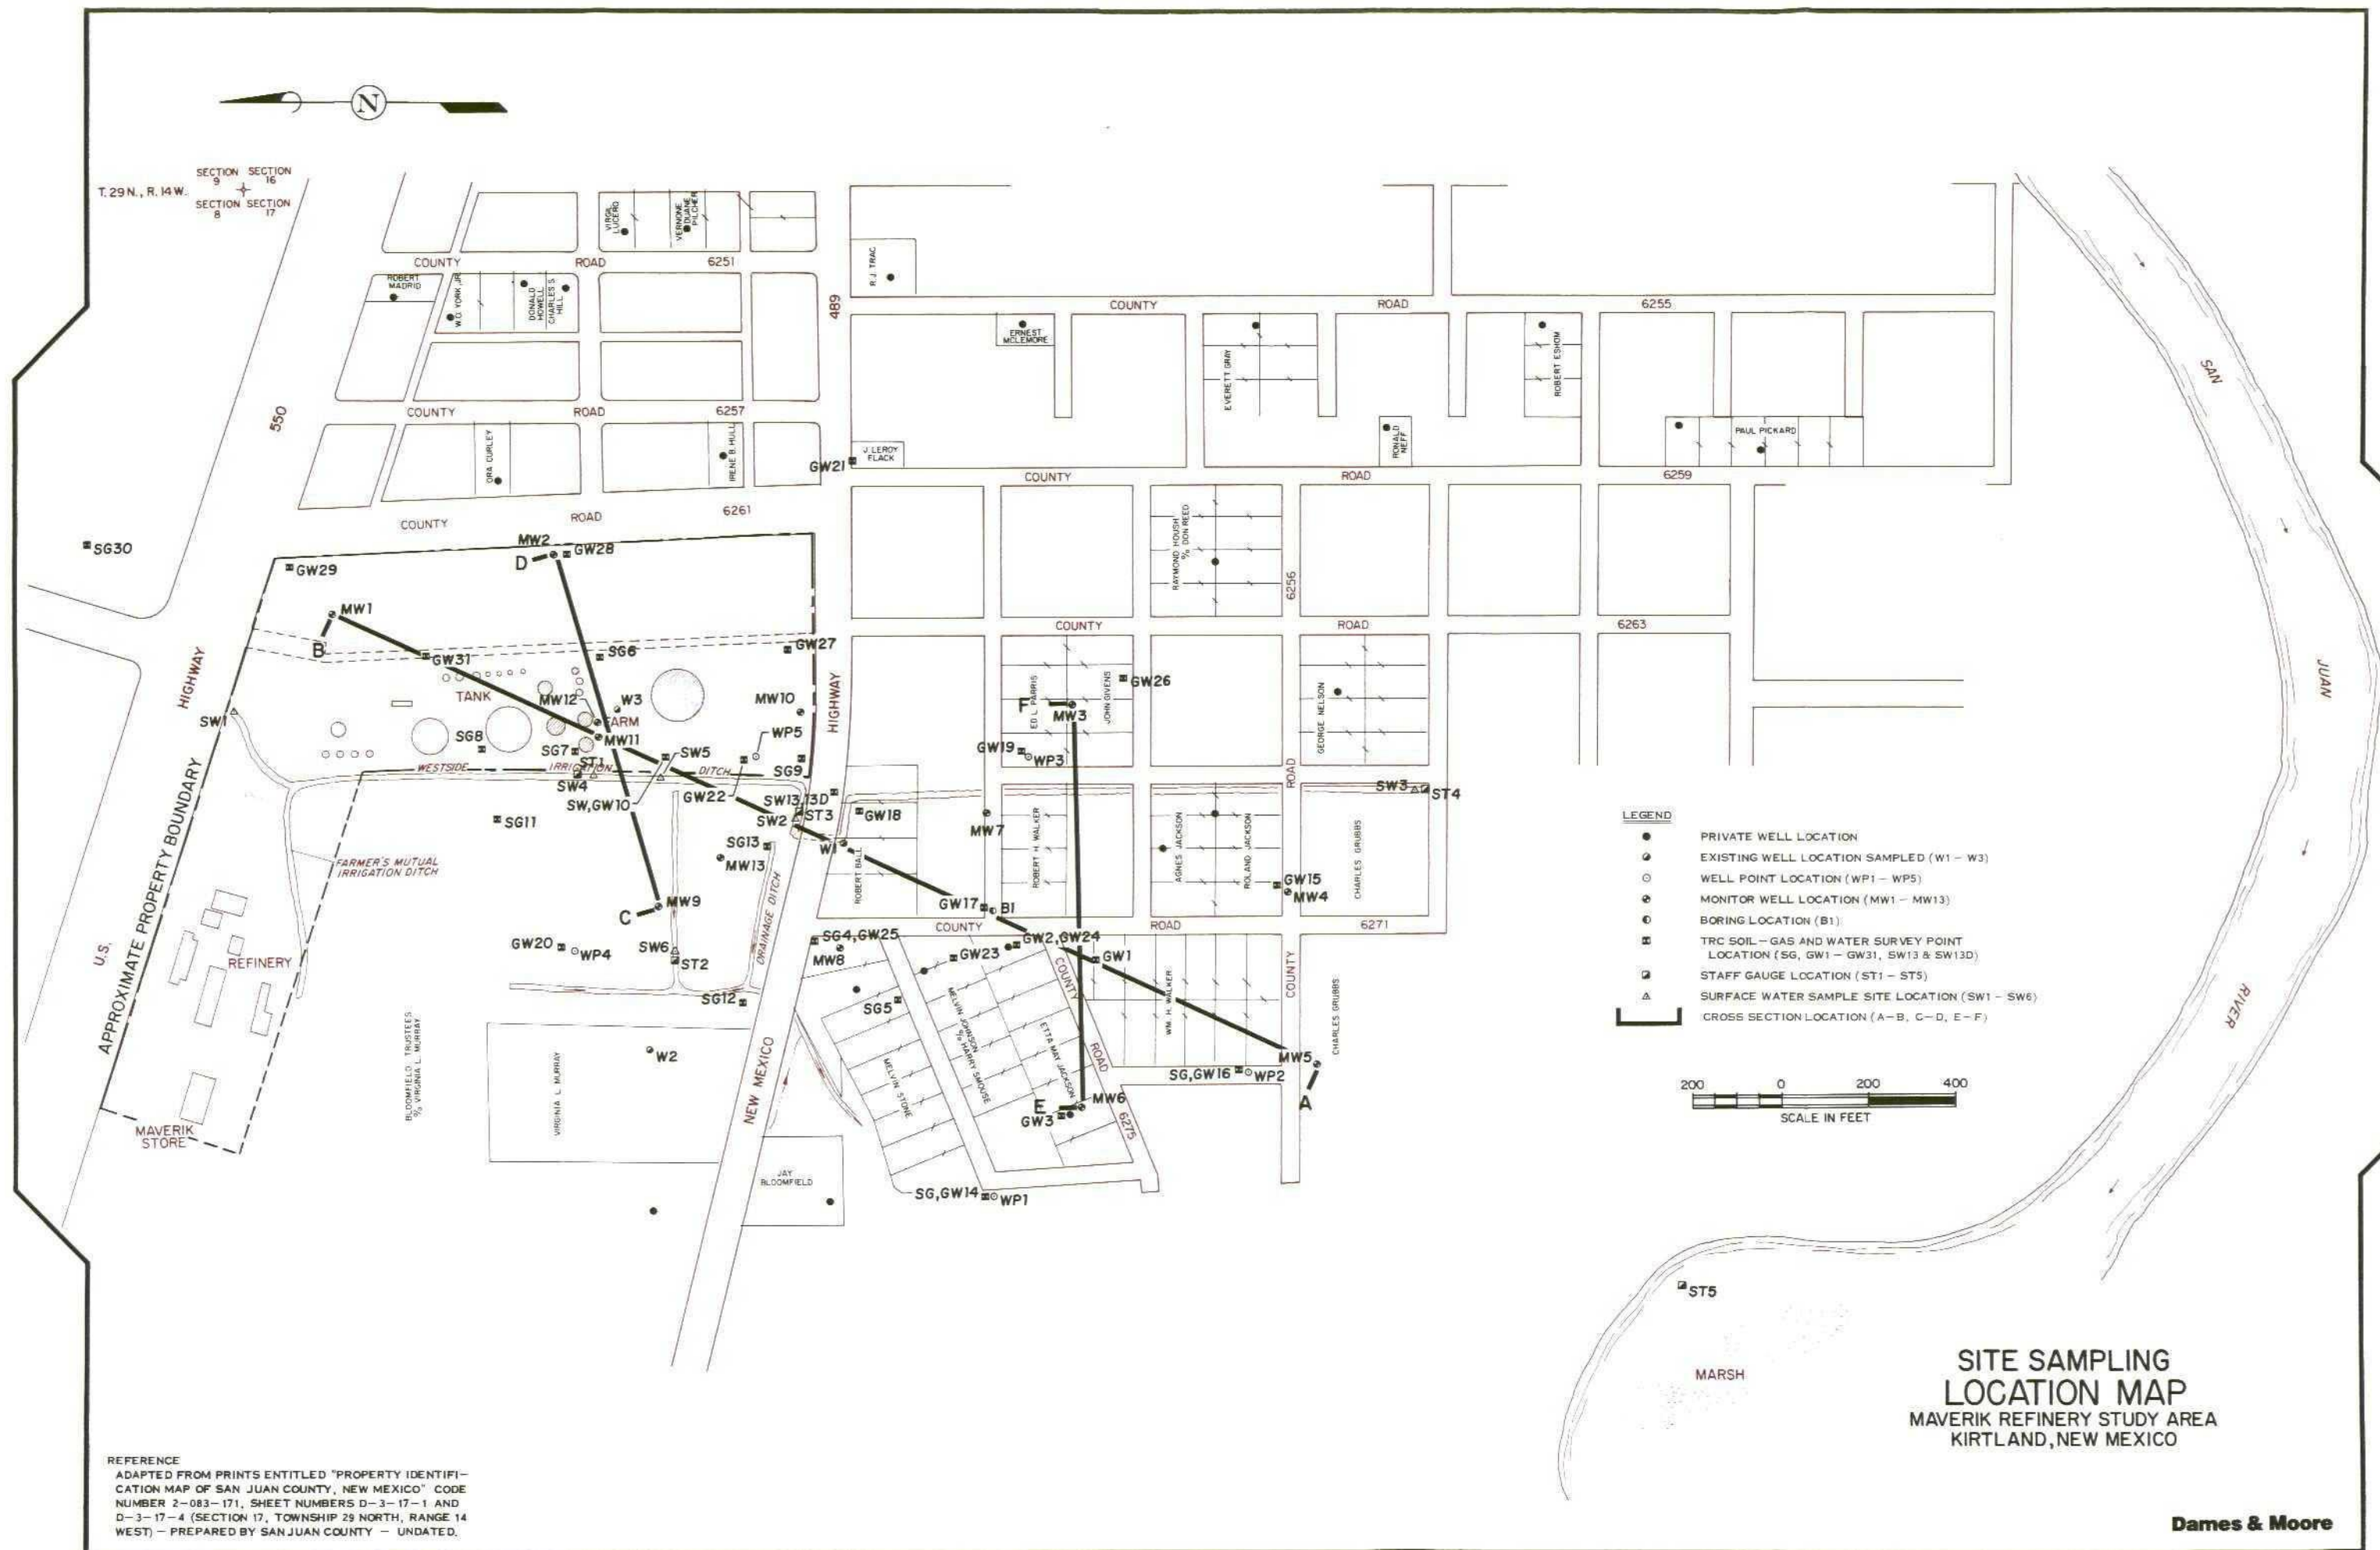 N
T. 29 N., R. 14 W.
SECTION 9
SECTION 16
SECTION 8
SECTION 17
VIRGIL LUCERO
VERNONE
DUANE
PILCHER
COUNTY ROAD 6251
ROBERT
MADRID
W.O. YORK JR.
DONALD
HOWELL
CHARLES S.
HILL
R. J. TRAC
489
COUNTY ROAD 6255
ERNEST
MCLEMORE
EVERETT GRAY
ROBERT ESHOM
RONALD
NEFF
PAUL PICKARD
SAN
JUAN
RIVER
550
COUNTY ROAD 6257
ORA CURLEY
IRENE B. HULL
J. LEROY
FLACK
GW21
COUNTY ROAD 6259
COUNTY ROAD 6261
RAYMOND HOUSH
% DON REED
6256
SG30
MW2
D
GW28
GW29
MW1
B
COUNTY ROAD 6263
GW31
SG6
GW27
TANK
FARM
MW12
W3
MW10
MW11
HIGHWAY
HIGHWAY
SW1
SG8
SG7
ST1
SW5
WP5
SG9
WESTSIDE IRRIGATION DITCH
SW4
SW,GW10
GW22
SW13,13D
ST3
SW2
GW18
W1
ED L. PARRIS
JOHN GIVENS
GW26
F
MW3
GW19
WP3
GEORGE NELSON
SW3
ST4
ROAD
MW7
ROBERT BALL
ROBERT H. WALKER
AGNES JACKSON
ROLAND JACKSON
CHARLES GRUBBS
SG11
SG13
MW13
FARMER'S MUTUAL
IRRIGATION DITCH
APPROXIMATE PROPERTY BOUNDARY
U.S.
REFINERY
DRAINAGE DITCH
MW9
C
GW17
B1
GW15
MW4
COUNTY ROAD 6271
GW20
WP4
SW6
ST2
SG12
SG4,GW25
MW8
GW2,GW24
GW23
GW1
SG5
COUNTY
ROAD
6275
COUNTY
WM. H. WALKER
CHARLES GRUBBS
MELVIN JOHNSON
% HARRY SMOUSE
ETTA MAY JACKSON
MELVIN STONE
BLOOMFIELD TRUSTEES
% VIRGINIA L. MURRAY
VIRGINIA L. MURRAY
W2
NEW MEXICO
MW5
SG,GW16
WP2
A
E
MW6
GW3
MAVERIK
STORE
JAY
BLOOMFIELD
SG,GW14
WP1
LEGEND
PRIVATE WELL LOCATION
EXISTING WELL LOCATION SAMPLED (W1 - W3)
WELL POINT LOCATION (WP1 - WP5)
MONITOR WELL LOCATION (MW1 - MW13)
BORING LOCATION (B1)
TRC SOIL-GAS AND WATER SURVEY POINT
LOCATION (SG, GW1 - GW31, SW13 & SW13D)
STAFF GAUGE LOCATION (ST1 - ST5)
SURFACE WATER SAMPLE SITE LOCATION (SW1 - SW6)
CROSS SECTION LOCATION (A-B, C-D, E-F)
200 0 200 400
SCALE IN FEET
ST5
MARSH
SITE SAMPLING
LOCATION MAP
MAVERIK REFINERY STUDY AREA
KIRTLAND, NEW MEXICO
REFERENCE
ADAPTED FROM PRINTS ENTITLED "PROPERTY IDENTIFI-
CATION MAP OF SAN JUAN COUNTY, NEW MEXICO" CODE
NUMBER 2-083-171, SHEET NUMBERS D-3-17-1 AND
D-3-17-4 (SECTION 17, TOWNSHIP 29 NORTH, RANGE 14
WEST) - PREPARED BY SAN JUAN COUNTY - UNDATED.
Dames & Moore